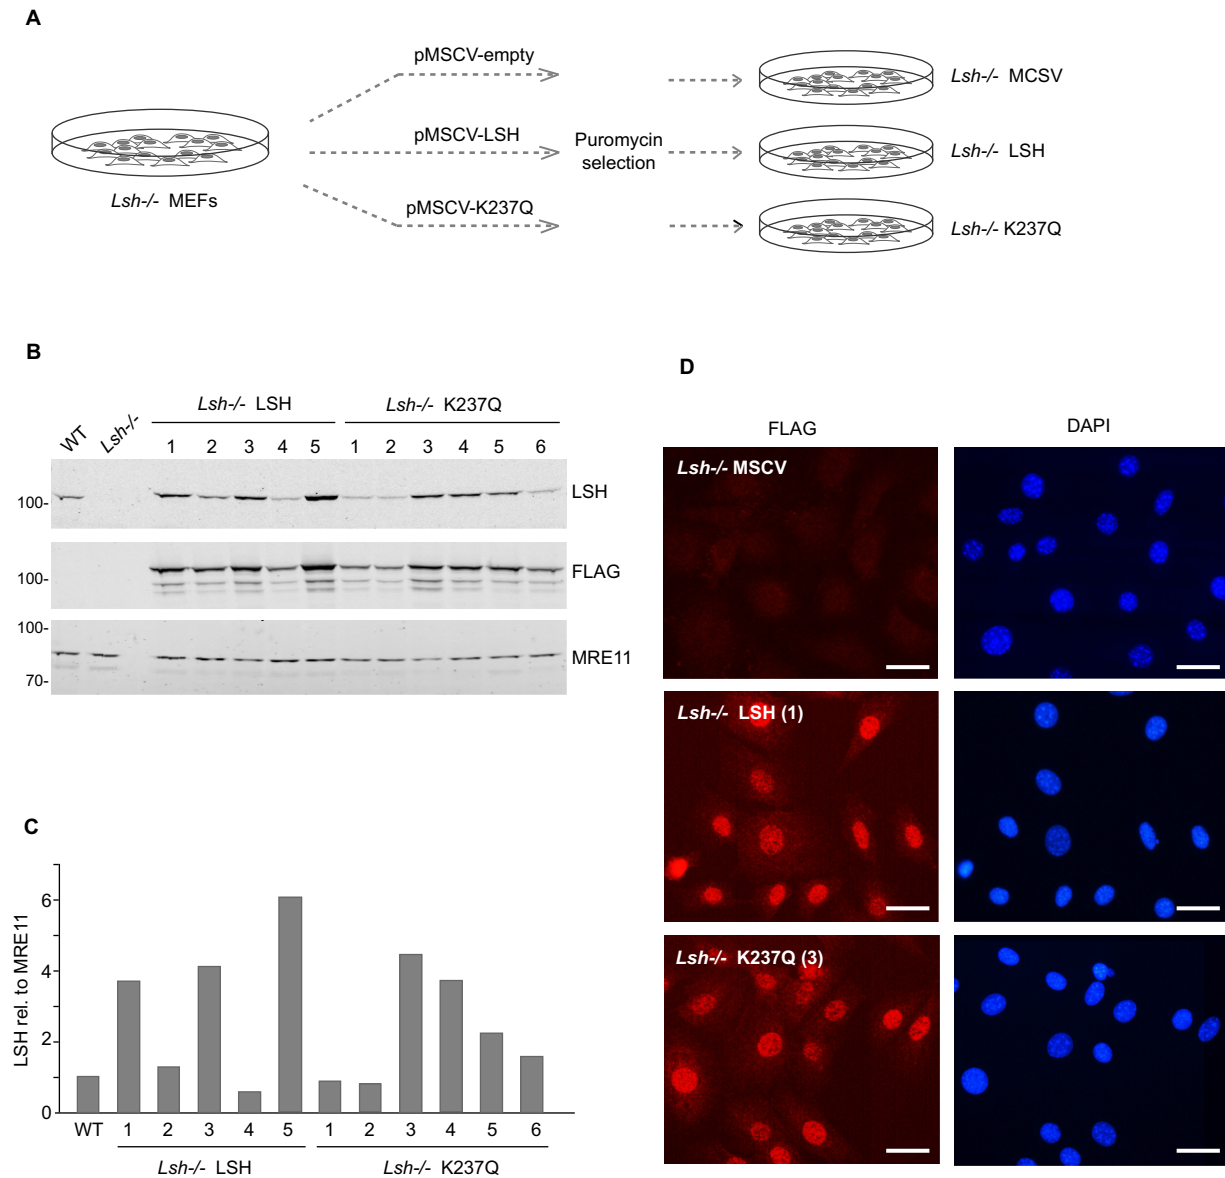 A
pMSCV-empty
Lsh-/- MCSV
pMSCV-LSH
Puromycin
selection
Lsh-/- LSH
Lsh-/- MEFs
pMSCV-K237Q
Lsh-/- K237Q
B
WT Lsh-/- Lsh-/- LSH Lsh-/- K237Q
1 2 3 4 5 1 2 3 4 5 6
100- LSH
100- FLAG
100-
MRE11
70-
C
LSH rel. to MRE11
6
4
2
0
WT 1 2 3 4 5 1 2 3 4 5 6
Lsh-/- LSH Lsh-/- K237Q
D
FLAG DAPI
Lsh-/- MSCV
Lsh-/- LSH (1)
Lsh-/- K237Q (3)